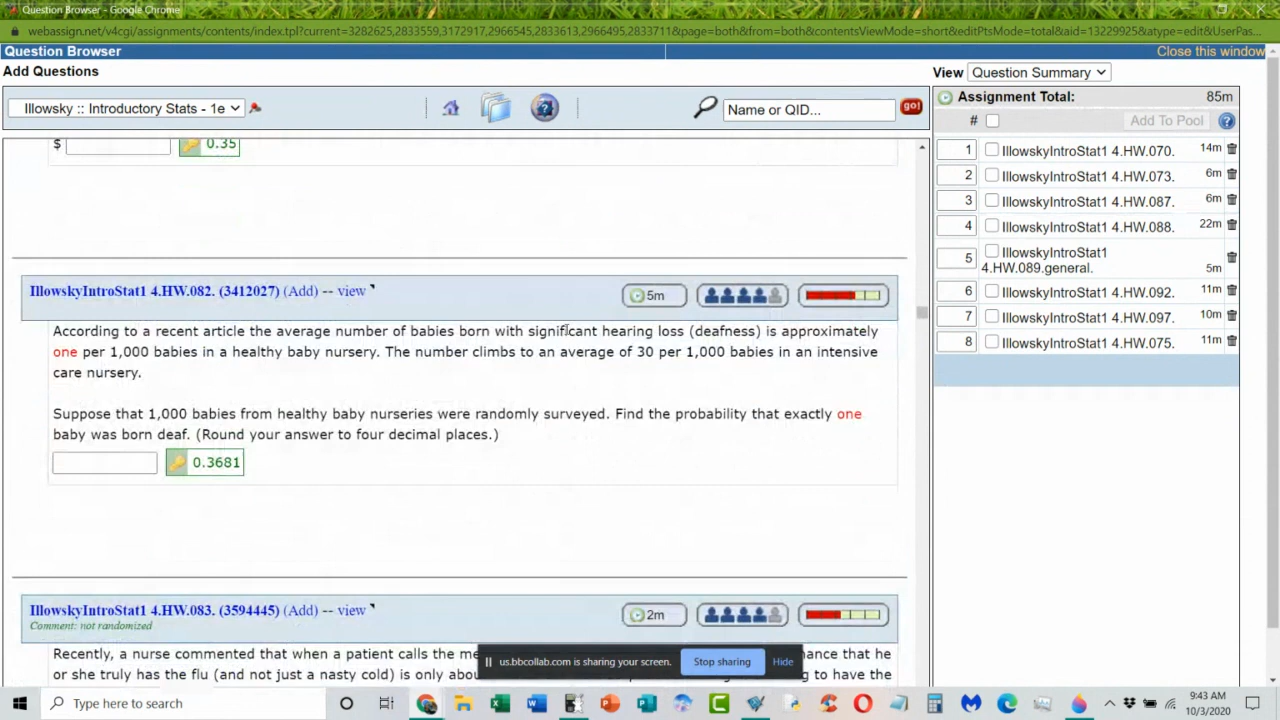 Question Browser - Google Chrome
webassign.net/v4cgi/assignments/contents/index.tpl?current=3282625,2833559,3172917,2966545,2833613,2966495,2833711&page=both&from=both&contentsViewMode=short&editPtsMode=total&aid=13229925&atype=edit&UserPas...
Question Browser
Close this window
Add Questions
View Question Summary
Illowsky :: Introductory Stats - 1e
Name or QID...
go!
Assignment Total: 85m
# Add To Pool ?
$ 0.35
1 IllowskyIntroStat1 4.HW.070. 14m
2 IllowskyIntroStat1 4.HW.073. 6m
3 IllowskyIntroStat1 4.HW.087. 6m
4 IllowskyIntroStat1 4.HW.088. 22m
5 IllowskyIntroStat1
4.HW.089.general. 5m
6 IllowskyIntroStat1 4.HW.092. 11m
7 IllowskyIntroStat1 4.HW.097. 10m
8 IllowskyIntroStat1 4.HW.075. 11m
IllowskyIntroStat1 4.HW.082. (3412027) (Add) -- view
5m
According to a recent article the average number of babies born with significant hearing loss (deafness) is approximately
one per 1,000 babies in a healthy baby nursery. The number climbs to an average of 30 per 1,000 babies in an intensive
care nursery.
Suppose that 1,000 babies from healthy baby nurseries were randomly surveyed. Find the probability that exactly one
baby was born deaf. (Round your answer to four decimal places.)
0.3681
IllowskyIntroStat1 4.HW.083. (3594445) (Add) -- view
Comment: not randomized
2m
Recently, a nurse commented that when a patient calls the me
hance that he
or she truly has the flu (and not just a nasty cold) is only abou
ng to have the
us.bbcollab.com is sharing your screen.
Stop sharing
Hide
Type here to search
9:43 AM
10/3/2020